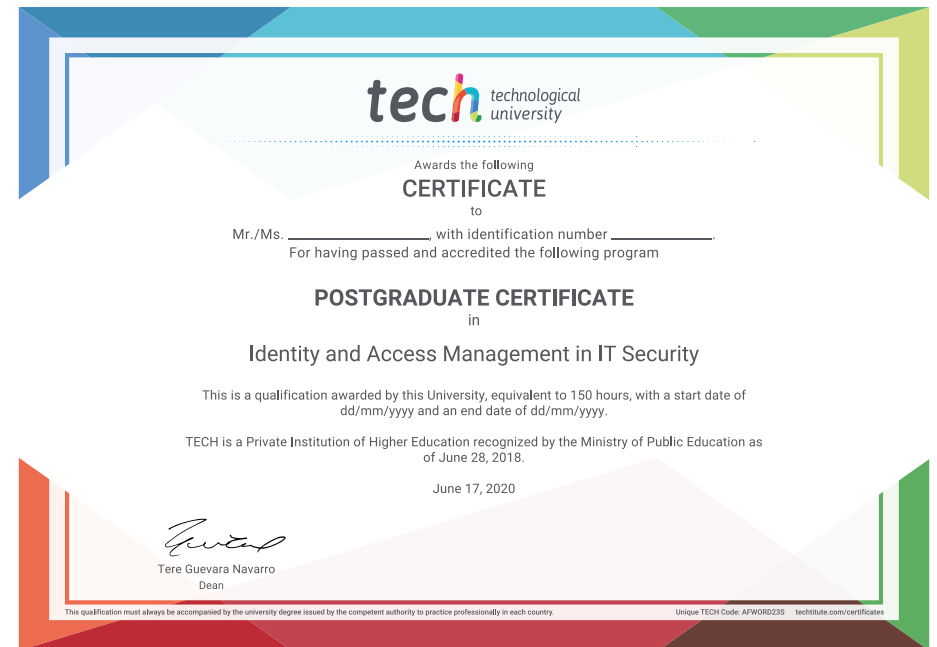 tech technological
university
Awards the following
CERTIFICATE
to
Mr./Ms. __________________, with identification number _____________.
For having passed and accredited the following program
POSTGRADUATE CERTIFICATE
in
Identity and Access Management in IT Security
This is a qualification awarded by this University, equivalent to 150 hours, with a start date of
dd/mm/yyyy and an end date of dd/mm/yyyy.
TECH is a Private Institution of Higher Education recognized by the Ministry of Public Education as
of June 28, 2018.
June 17, 2020
Tere Guevara Navarro
Dean
This qualification must always be accompanied by the university degree issued by the competent authority to practice professionally in each country.
Unique TECH Code: AFWORD23S techtitute.com/certificates